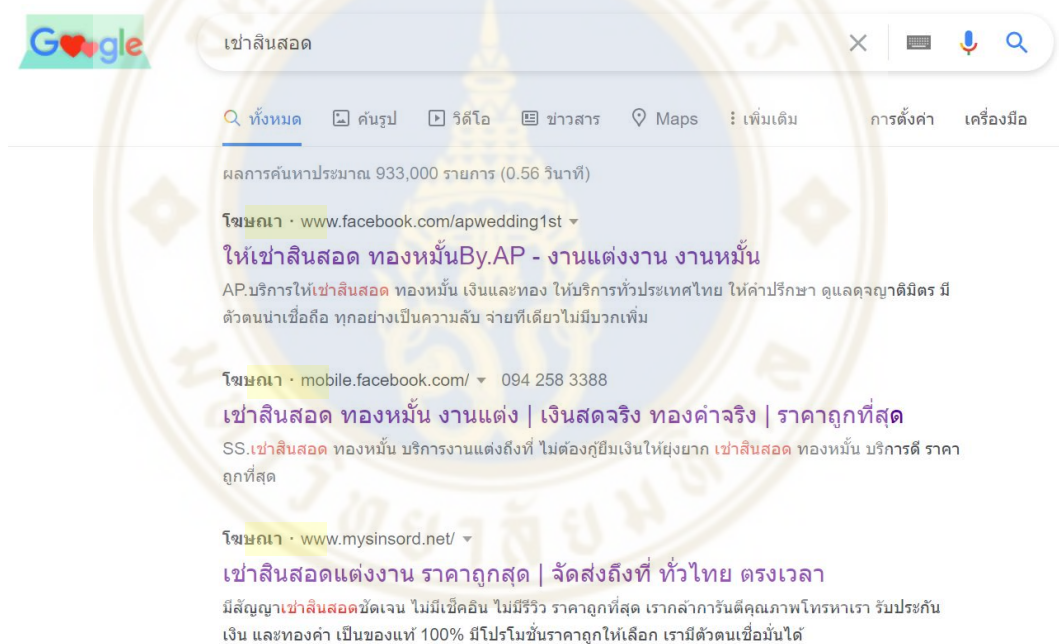 Google
เช่าสินสอด
ทั้งหมด ค้นรูป วิดีโอ ข่าวสาร Maps เพิ่มเติม การตั้งค่า เครื่องมือ
ผลการค้นหาประมาณ 933,000 รายการ (0.56 วินาที)
โฆษณา · www.facebook.com/apwedding1st
ให้เช่าสินสอด ทองหมั้นBy.AP - งานแต่งงาน งานหมั้น
AP.บริการให้เช่าสินสอด ทองหมั้น เงินและทอง ให้บริการทั่วประเทศไทย ให้คำปรึกษา ดูแลดุจญาติมิตร มี
ตัวตนน่าเชื่อถือ ทุกอย่างเป็นความลับ จ่ายทีเดียวไม่มีบวกเพิ่ม
โฆษณา · mobile.facebook.com/ 094 258 3388
เช่าสินสอด ทองหมั้น งานแต่ง | เงินสดจริง ทองคำจริง | ราคาถูกที่สุด
SS.เช่าสินสอด ทองหมั้น บริการงานแต่งถึงที่ ไม่ต้องกู้ยืมเงินให้ยุ่งยาก เช่าสินสอด ทองหมั้น บริการดี ราคา
ถูกที่สุด
โฆษณา · www.mysinsord.net/
เช่าสินสอดแต่งงาน ราคาถูกสุด | จัดส่งถึงที่ ทั่วไทย ตรงเวลา
มีสัญญาเช่าสินสอดชัดเจน ไม่มีเช็คอิน ไม่มีรีวิว ราคาถูกที่สุด เรากล้าการันตีคุณภาพโทรหาเรา รับประกัน
เงิน และทองคำ เป็นของแท้ 100% มีโปรโมชั่นราคาถูกให้เลือก เรามีตัวตนเชื่อมั่นได้